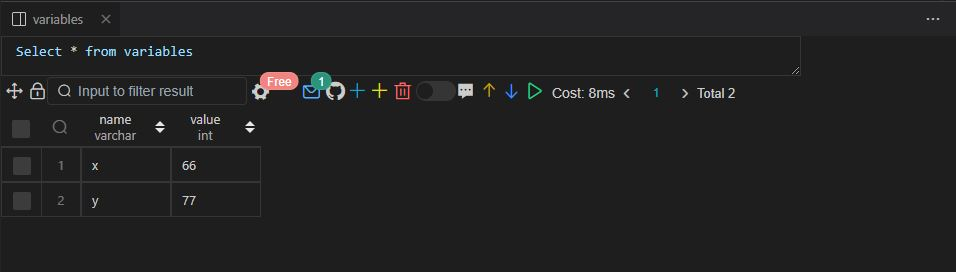 variables
Select * from variables
Free
1
Input to filter result
Cost: 8ms
1
Total 2
name
varchar
value
int
1 x 66
2 y 77